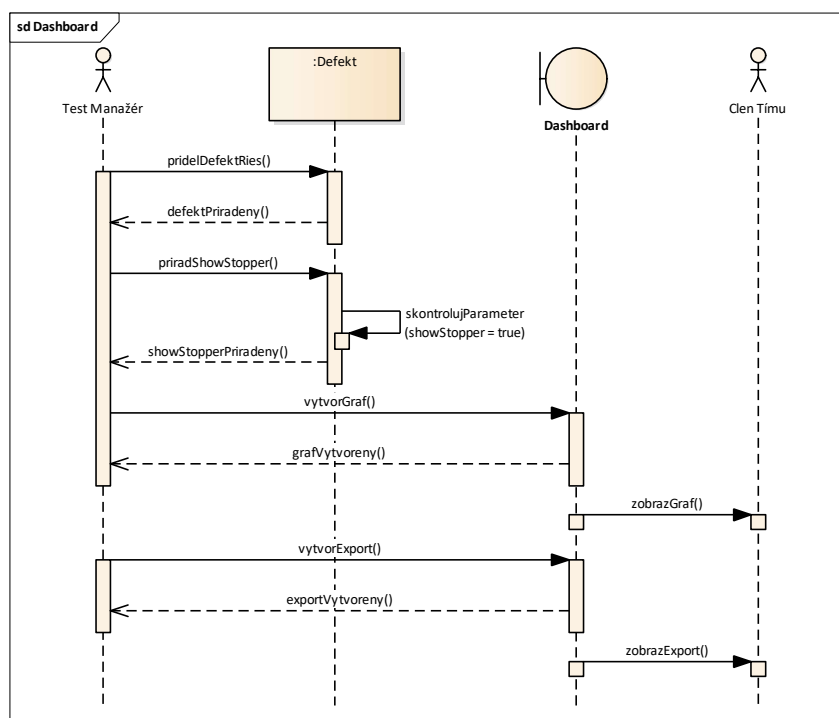 sd Dashboard
:Defekt
Test Manažér
Dashboard
Clen Tímu
pridelDefektRies()
defektPriradeny()
priradShowStopper()
skontrolujParameter
(showStopper = true)
showStopperPriradeny()
vytvorGraf()
grafVytvoreny()
zobrazGraf()
vytvorExport()
exportVytvoreny()
zobrazExport()